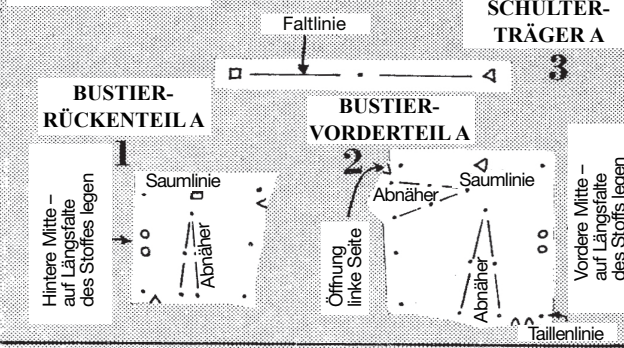 Faltlinie
SCHULTER-
TRÄGER A
3
BUSTIER-
RÜCKENTEIL A
1
Saumlinie
Abnäher
Hintere Mitte –
auf Längsfalte
des Stoffes legen
BUSTIER-
VORDERTEIL A
2
Abnäher
Saumlinie
Öffnung
linke Seite
Abnäher
Vordere Mitte –
auf Längsfalte
des Stoffs legen
Taillenlinie